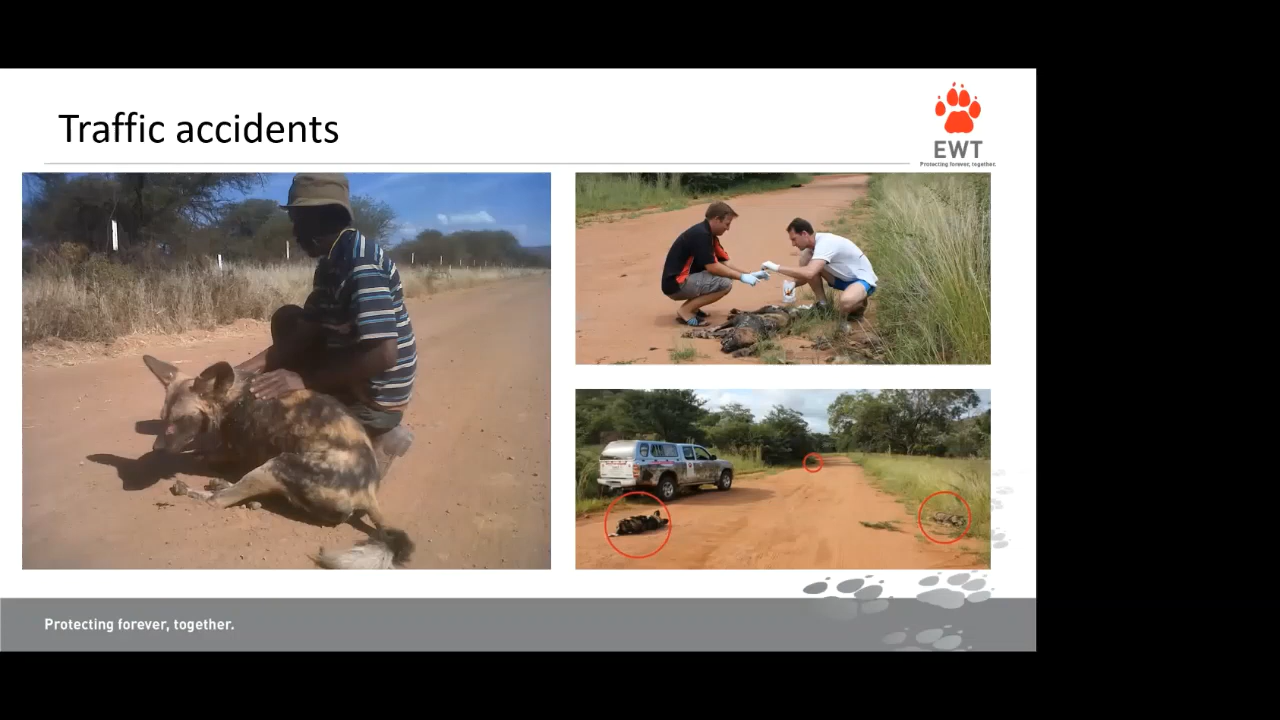 Traffic accidents
EWT
Protecting forever, together.
Protecting forever, together.